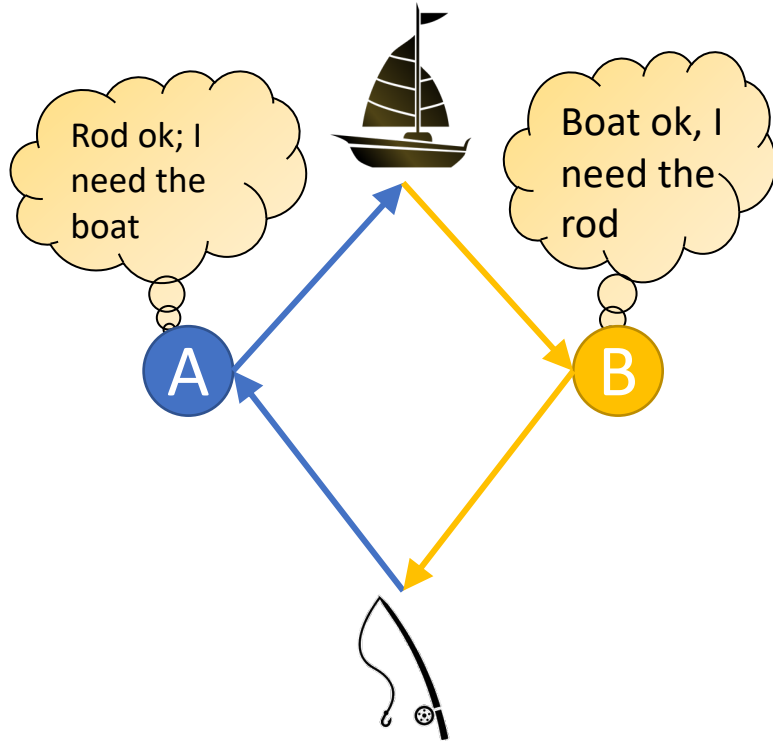 Rod ok; I
need the
boat
Boat ok, I
need the
rod
A
B